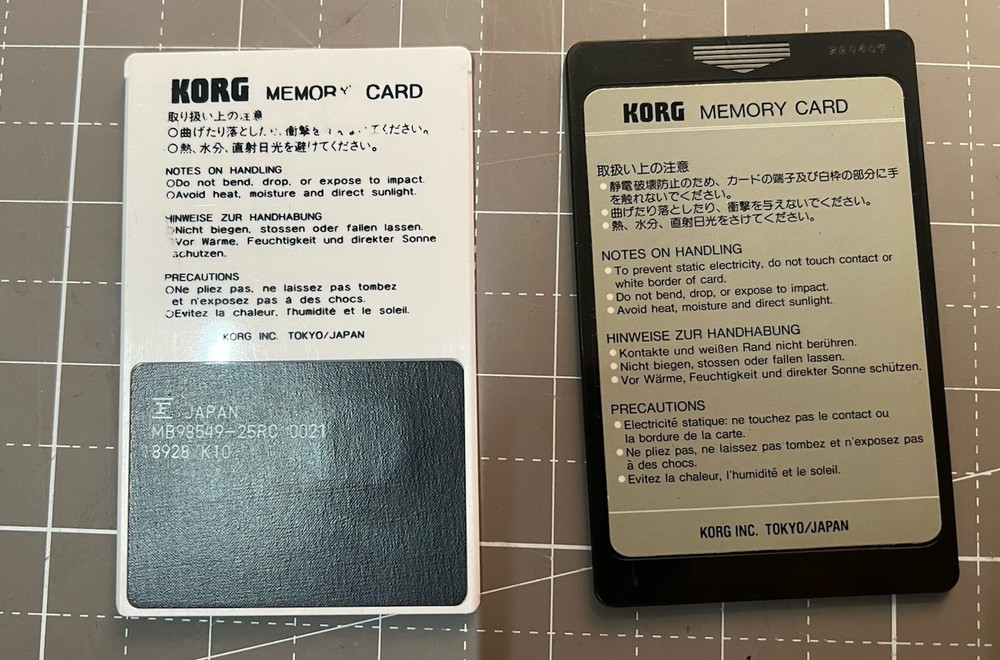 KORG MEMORY CARD
取り扱い上の注意
○曲げたり落とした 衝撃を ください。
○熱、水分、直射日光を避けてください。
NOTES ON HANDLING
○Do not bend, drop, or expose to impact.
○Avoid heat, moisture and direct sunlight.
HINWEISE ZUR HANDHABUNG
Nicht biegen, stossen oder fallen lassen.
Vor Wärme, Feuchtigkeit und direkter Sonne
schutzen.
PRECAUTIONS
○Ne pliez pas, ne laissez pas tombez
et n'exposez pas á des chocs.
○Evitez la chaleur, l'humidité et le soleil.
KORG INC. TOKYO/JAPAN
JAPAN
MB98549-25RC 0021
8928 K10
KORG MEMORY CARD
取扱い上の注意
●静電破壊防止のため、カードの端子及び白枠の部分に手
を触れないでください。
●曲げたり落としたり、衝撃を与えないでください。
●熱、水分、直射日光をさけてください。
NOTES ON HANDLING
●To prevent static electricity, do not touch contact or
white border of card.
●Do not bend, drop, or expose to impact.
●Avoid heat, moisture and direct sunlight.
HINWEISE ZUR HANDHABUNG
●Kontakte und weißen Rand nicht berühren.
●Nicht biegen, stossen oder fallen lassen.
●Vor Wärme, Feuchtigkeit und direkter Sonne schützen.
PRECAUTIONS
●Electricité statique: ne touchez pas le contact ou
la bordure de la carte.
●Ne pliez pas, ne laissez pas tombez et n'exposez pas
à des chocs.
●Evitez la chaleur, l'humidité et le soleil.
KORG INC. TOKYO/JAPAN